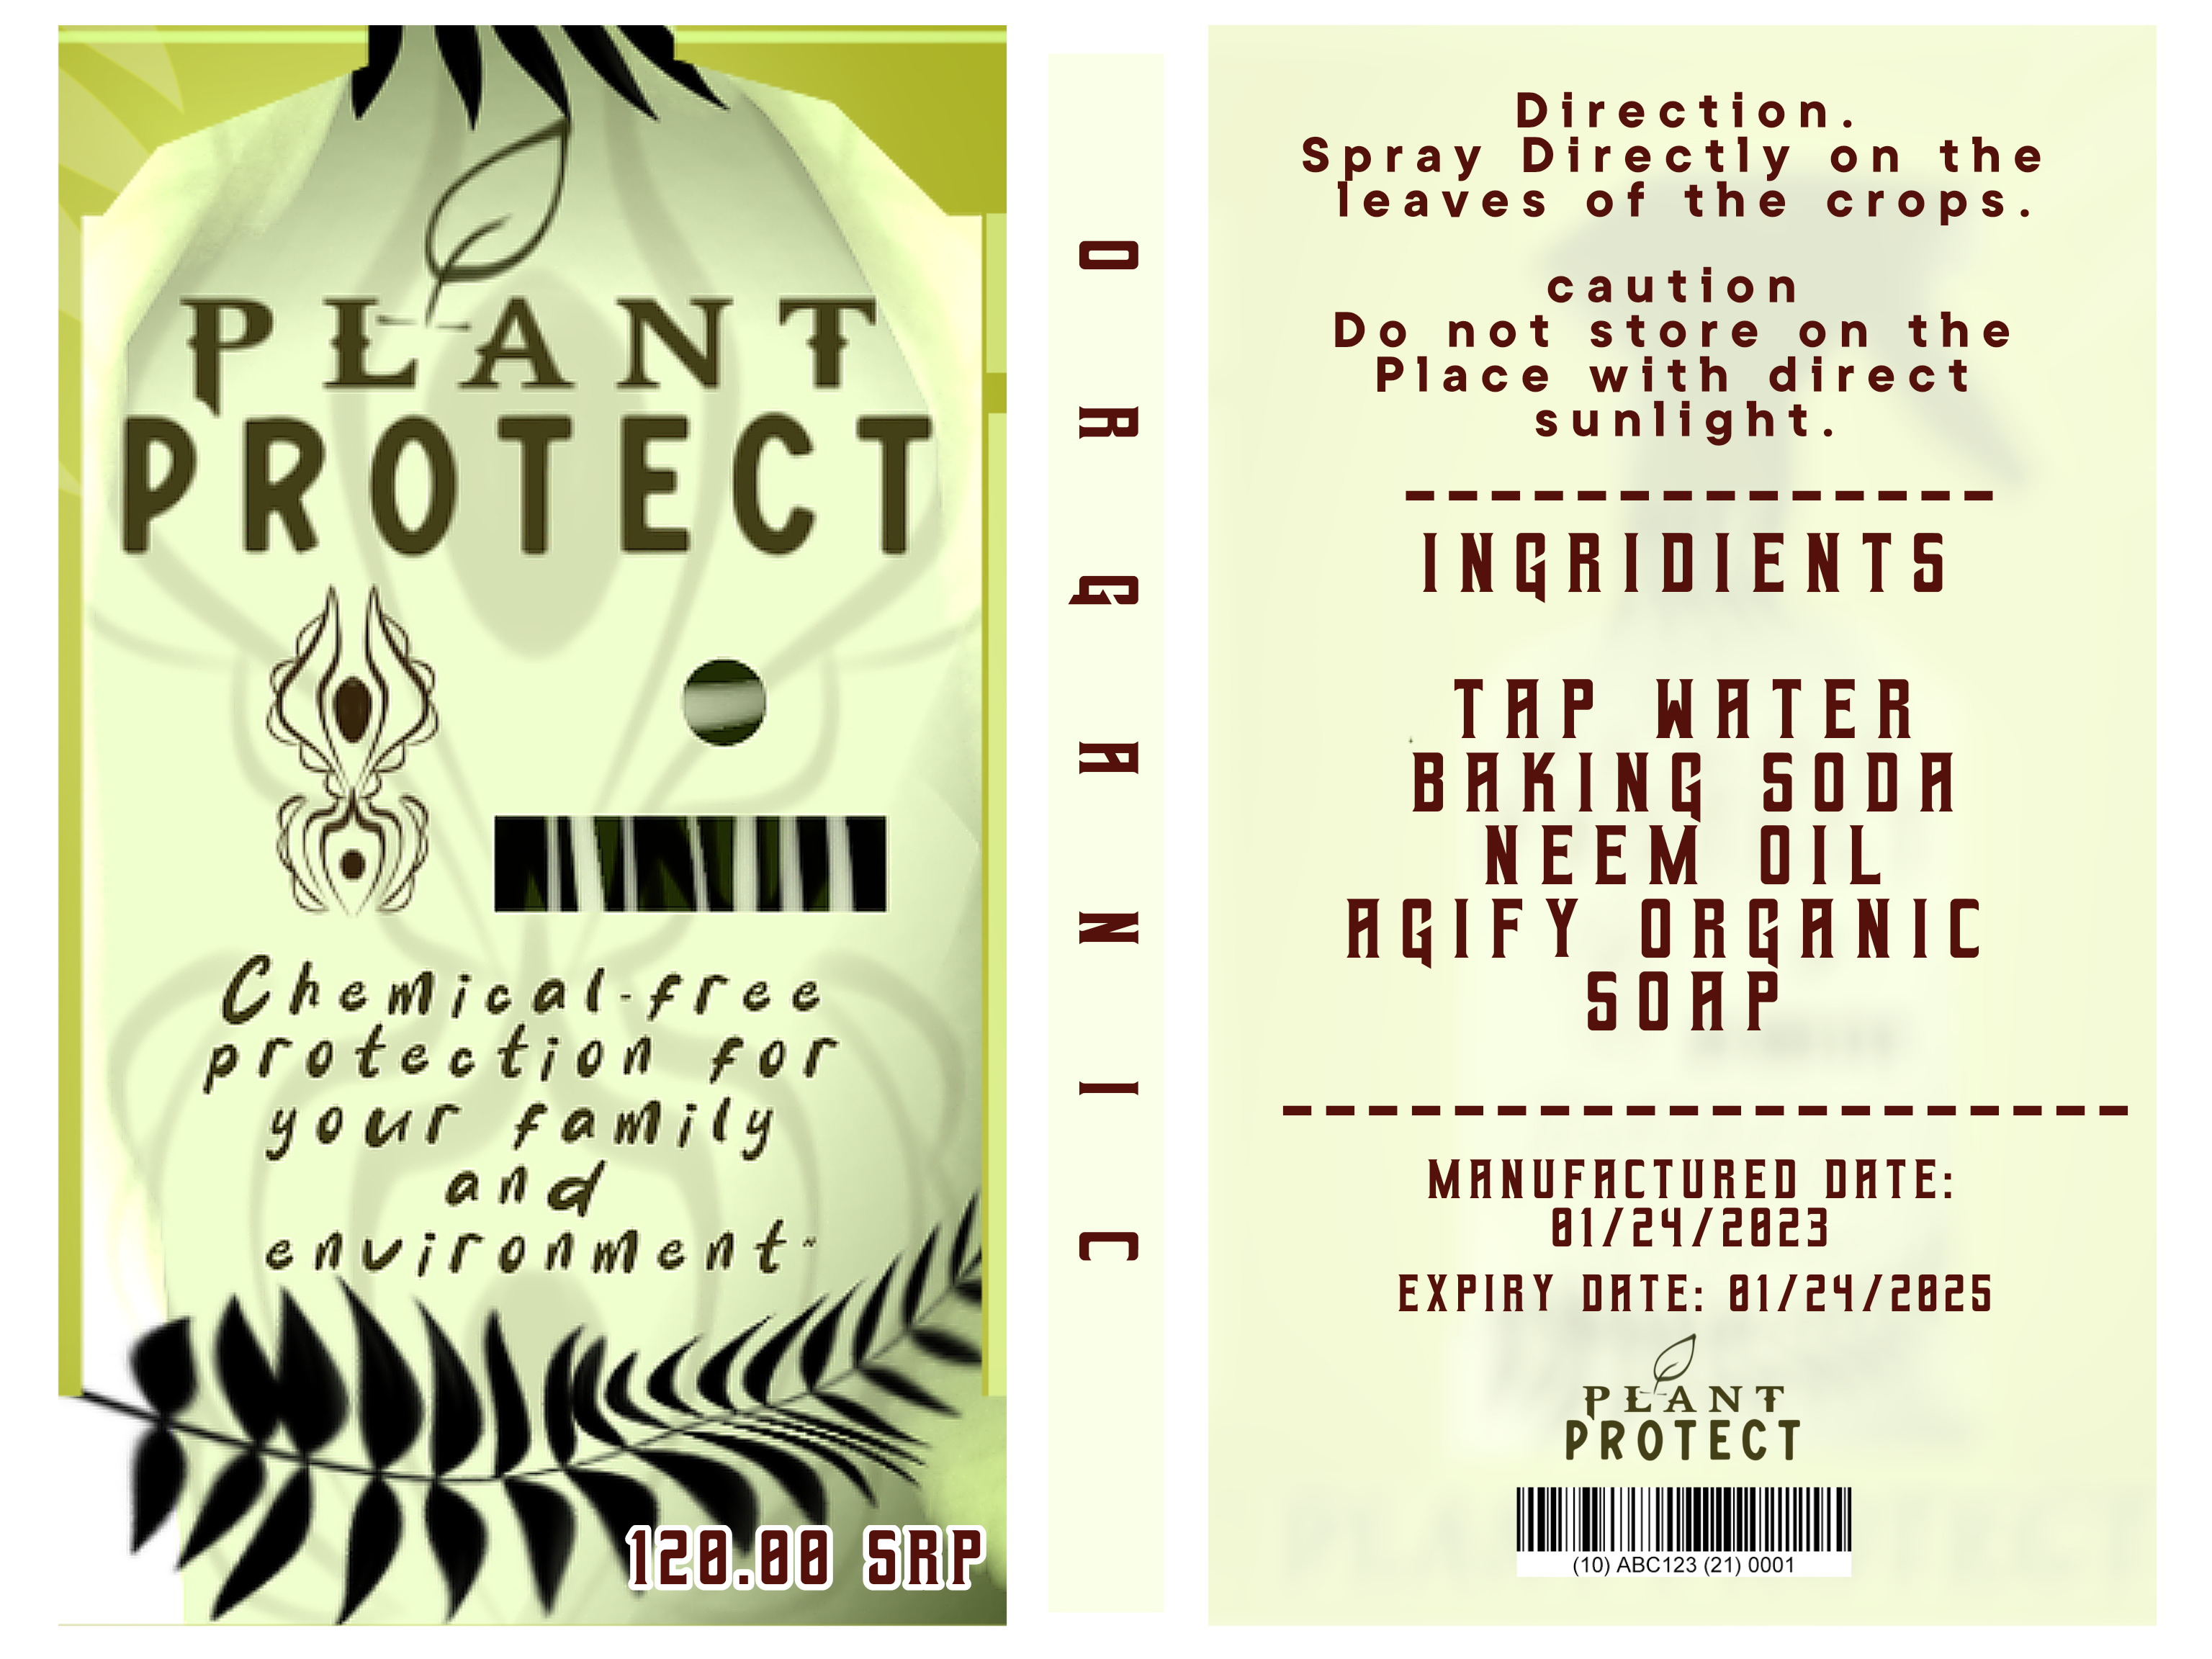 PLANT
PROTECT
Chemical-free
protection for
your family
and
environment"
120.00 SRP
ORGANIC
Direction.
Spray Directly on the
leaves of the crops.
caution
Do not store on the
Place with direct
sunlight.
INGRIDIENTS
TAP WATER
BAKING SODA
NEEM OIL
AGIFY ORGANIC
SOAP
MANUFACTURED DATE:
01/24/2023
EXPIRY DATE: 01/24/2025
PLANT
PROTECT
(10) ABC123 (21) 0001